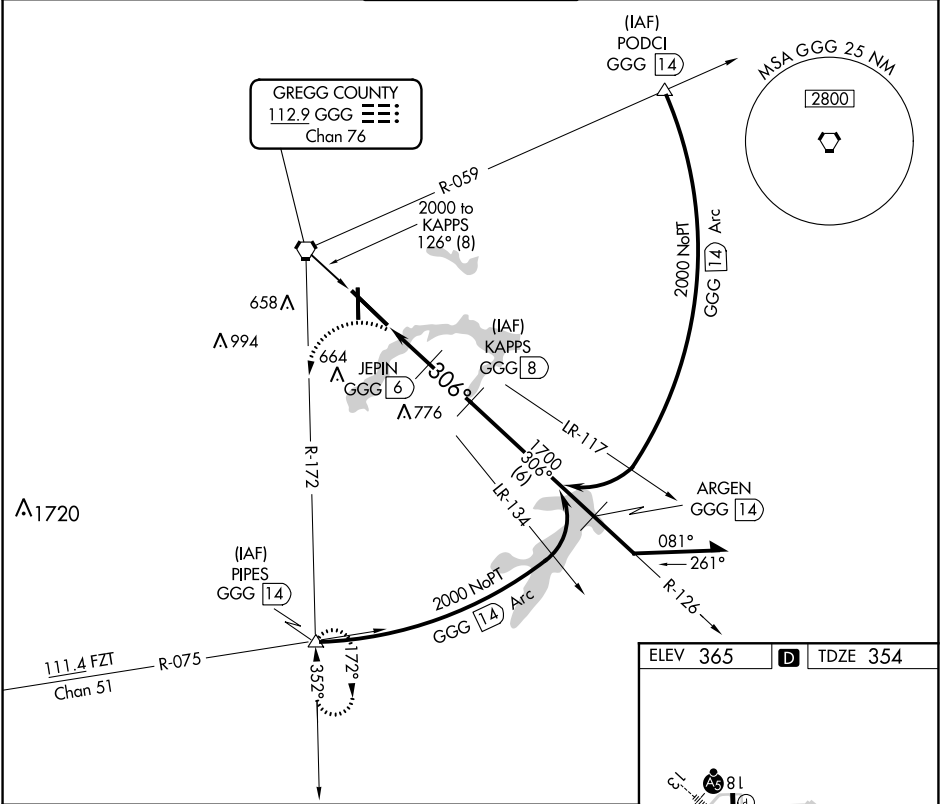 (IAF)
PODCI
GGG 14
MSA GGG 25 NM
2800
GREGG COUNTY
112.9 GGG
Chan 76
R-059
2000 to
KAPPS
126° (8)
2000 NoPT
GGG 14 Arc
658
994
664
JEPIN
GGG 6
776
306°
(IAF)
KAPPS
GGG 8
LR-117
1700
306°
(6)
LR-134
ARGEN
GGG 14
081°
261°
R-126
R-172
1720
(IAF)
PIPES
GGG 14
2000 NoPT
GGG 14 Arc
111.4 FZT
Chan 51
R-075
352°
172°
ELEV 365
D
TDZE 354
13
A5
18